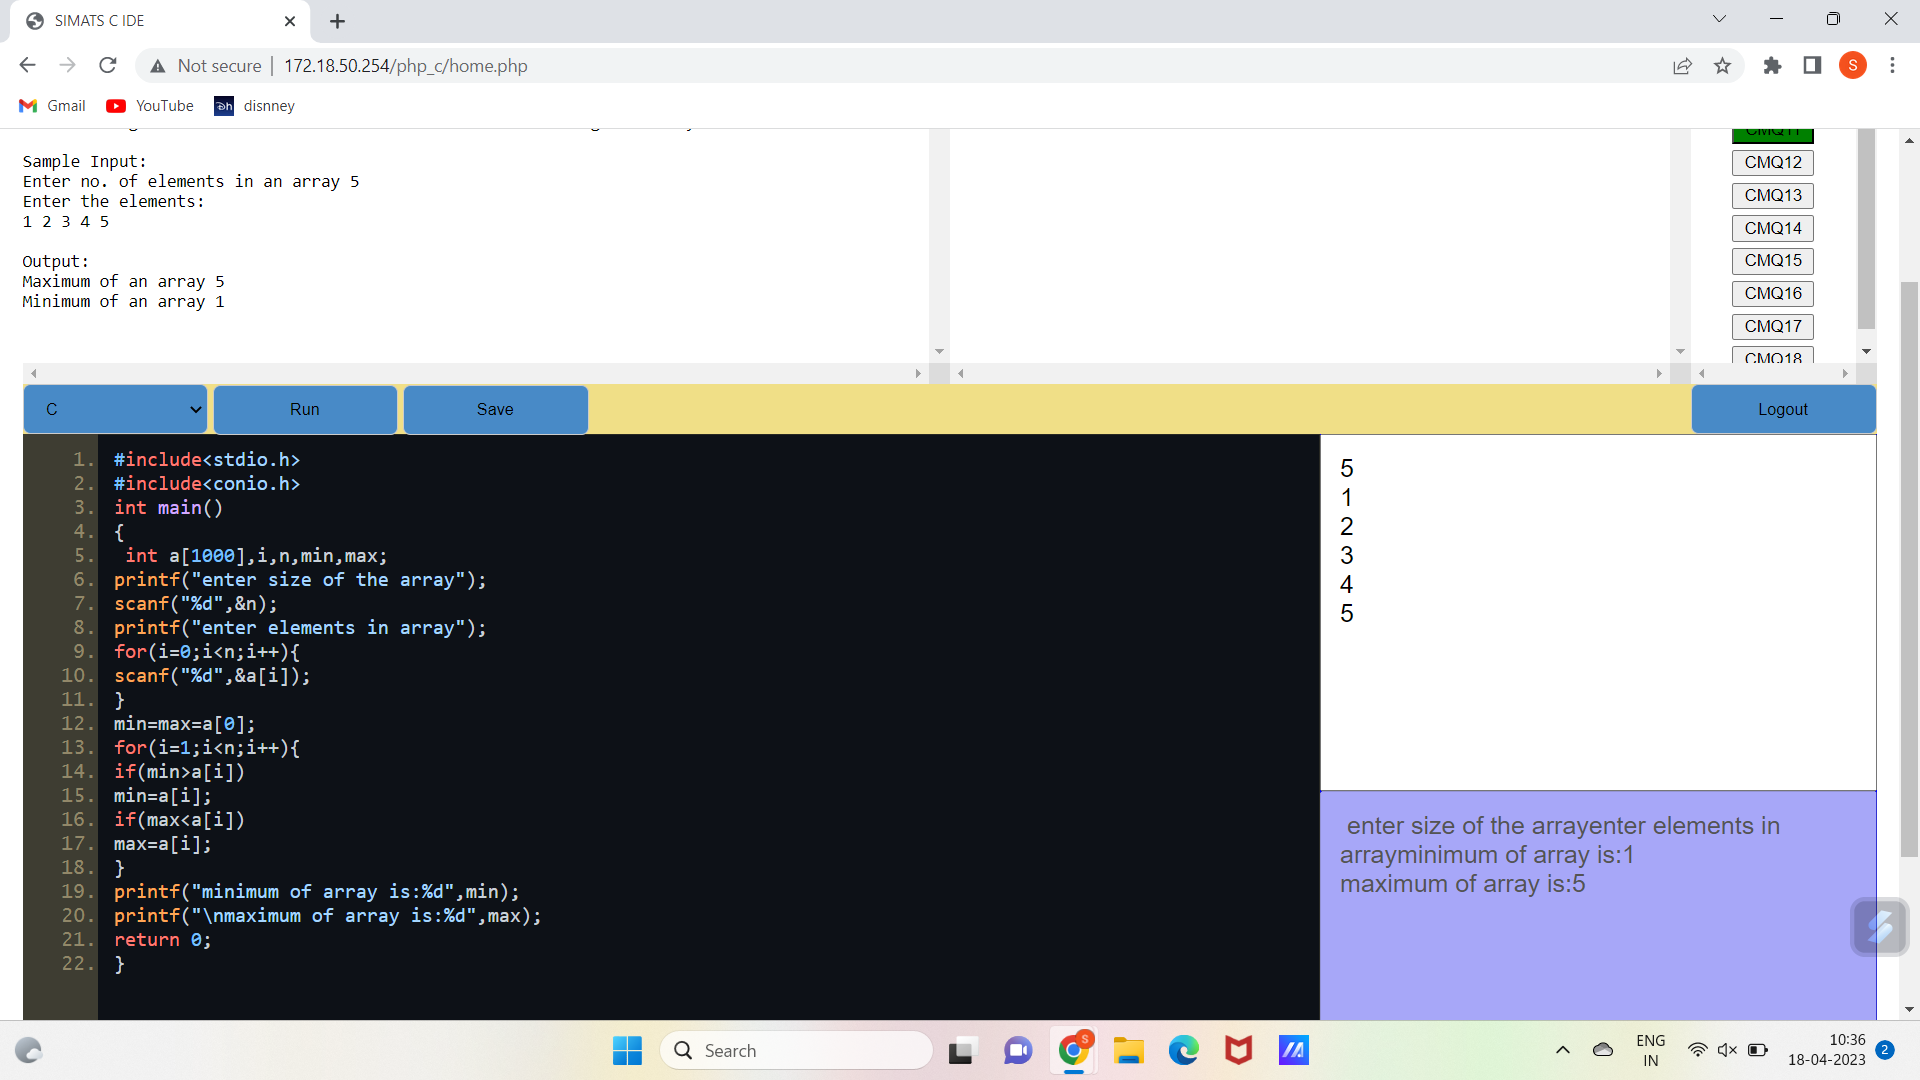 SIMATS C IDE
Not secure
172.18.50.254/php_c/home.php
S
Gmail
YouTube
disnney
Sample Input:
Enter no. of elements in an array 5
Enter the elements:
1 2 3 4 5
Output:
Maximum of an array 5
Minimum of an array 1
CMQ11
CMQ12
CMQ13
CMQ14
CMQ15
CMQ16
CMQ17
CMQ18
C
Run
Save
Logout
1. #include<stdio.h>
2. #include<conio.h>
3. int main()
4. {
5. int a[1000],i,n,min,max;
6. printf("enter size of the array");
7. scanf("%d",&n);
8. printf("enter elements in array");
9. for(i=0;i<n;i++){
10. scanf("%d",&a[i]);
11. }
12. min=max=a[0];
13. for(i=1;i<n;i++){
14. if(min>a[i])
15. min=a[i];
16. if(max<a[i])
17. max=a[i];
18. }
19. printf("minimum of array is:%d",min);
20. printf("\nmaximum of array is:%d",max);
21. return 0;
22. }
5
1
2
3
4
5
enter size of the arrayenter elements in
arrayminimum of array is:1
maximum of array is:5
Search
S
ENG
IN
10:36
18-04-2023
2